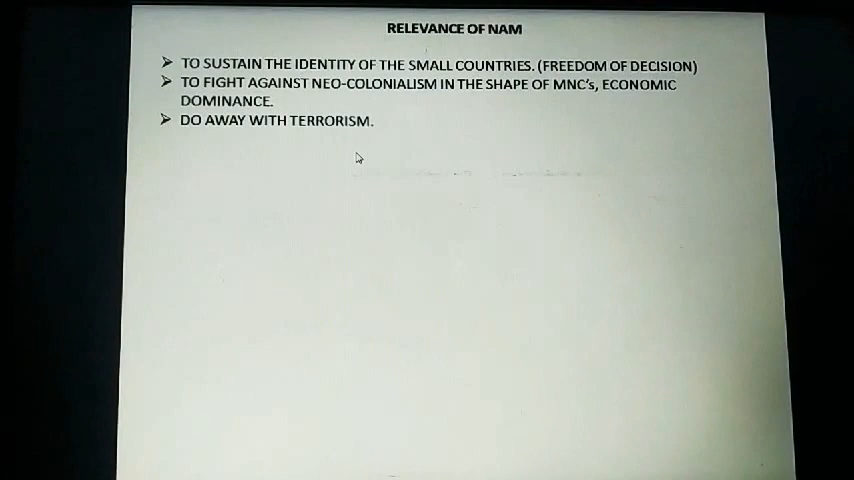 RELEVANCE OF NAM
➢ TO SUSTAIN THE IDENTITY OF THE SMALL COUNTRIES. (FREEDOM OF DECISION)
➢ TO FIGHT AGAINST NEO-COLONIALISM IN THE SHAPE OF MNC's, ECONOMIC
DOMINANCE.
➢ DO AWAY WITH TERRORISM.